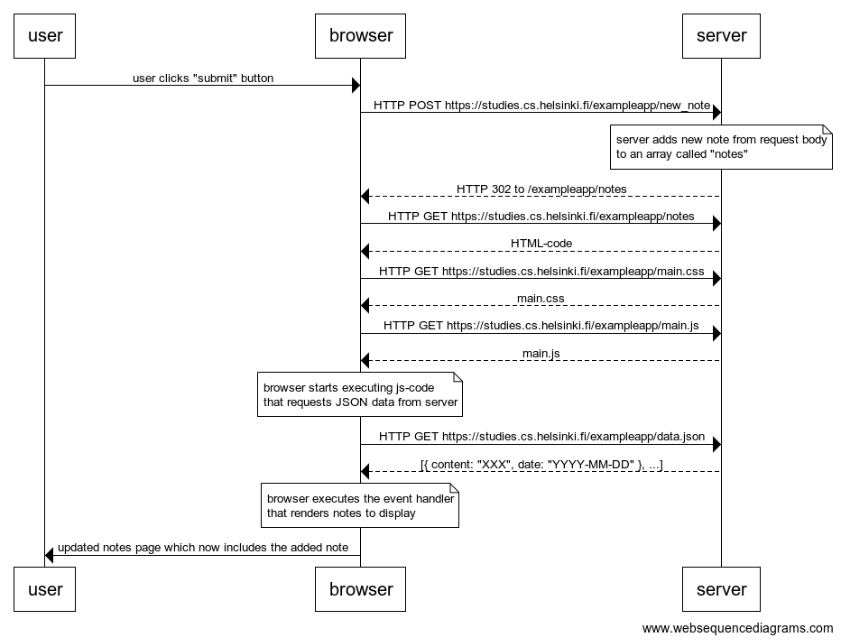 user
browser
server
user clicks "submit" button
HTTP POST https://studies.cs.helsinki.fi/exampleapp/new_note
server adds new note from request body
to an array called "notes"
HTTP 302 to /exampleapp/notes
HTTP GET https://studies.cs.helsinki.fi/exampleapp/notes
HTML-code
HTTP GET https://studies.cs.helsinki.fi/exampleapp/main.css
main.css
HTTP GET https://studies.cs.helsinki.fi/exampleapp/main.js
main.js
browser starts executing js-code
that requests JSON data from server
HTTP GET https://studies.cs.helsinki.fi/exampleapp/data.json
[{ content: "XXX", date: "YYYY-MM-DD" }, ...]
browser executes the event handler
that renders notes to display
updated notes page which now includes the added note
user
browser
server
www.websequencediagrams.com